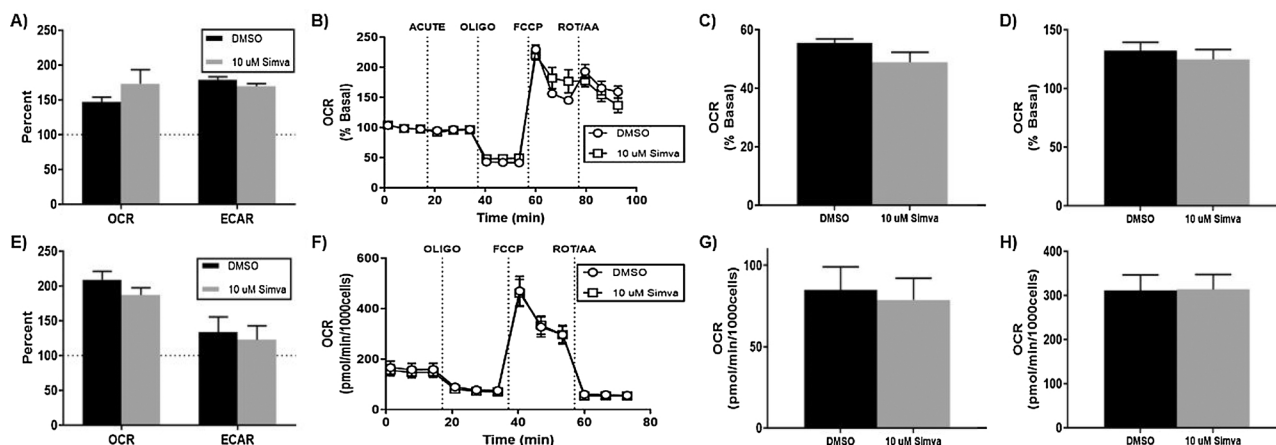 A)
DMSO
10 uM Simva
Percent
200
150
100
50
0
OCR
ECAR
B)
ACUTE
OLIGO
FCCP
ROT/AA
OCR
(% Basal)
250
200
150
100
50
0
DMSO
10 uM Simva
0
20
40
60
80
100
Time (min)
C)
OCR
(% Basal)
60
40
20
0
DMSO
10 uM Simva
D)
OCR
(% Basal)
150
100
50
0
DMSO
10 uM Simva
E)
DMSO
10 uM Simva
Percent
250
200
150
100
50
0
OCR
ECAR
F)
OLIGO
FCCP
ROT/AA
OCR
(pmol/min/1000cells)
600
400
200
0
DMSO
10 uM Simva
0
20
40
60
80
Time (min)
G)
OCR
(pmol/min/1000cells)
100
50
0
DMSO
10 uM Simva
H)
OCR
(pmol/min/1000cells)
400
300
200
100
0
DMSO
10 uM Simva